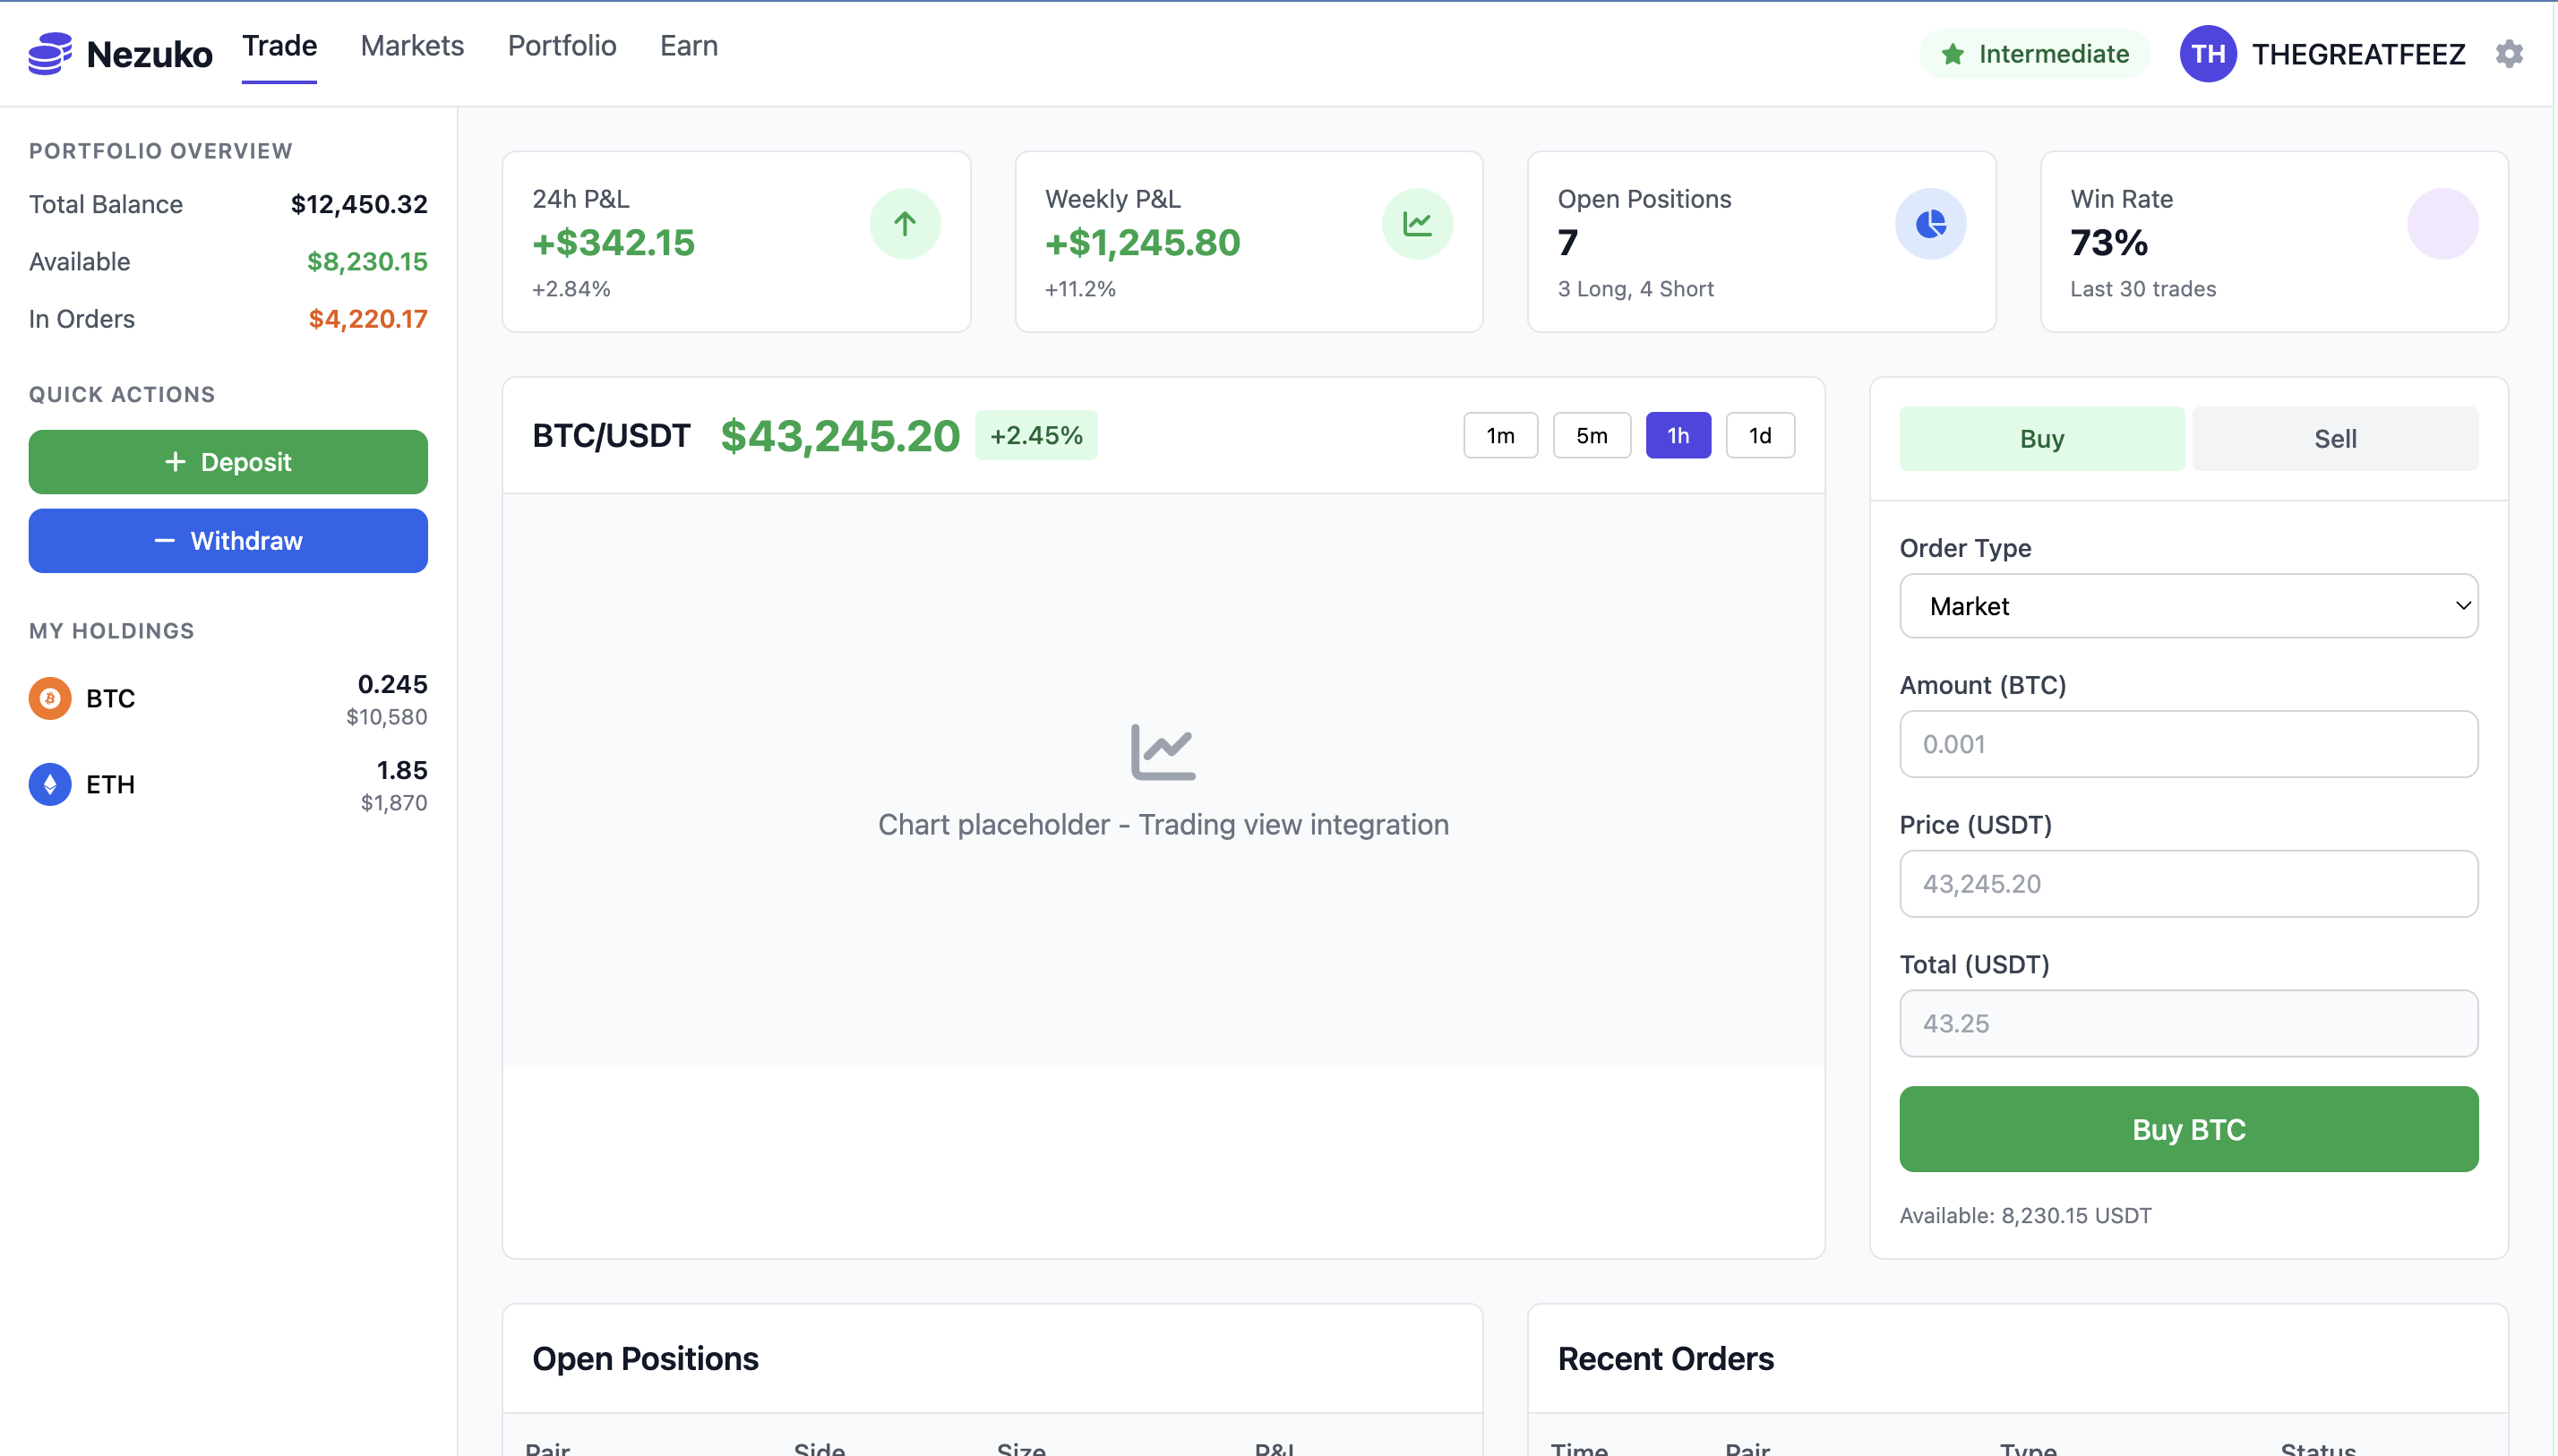 Nezuko
Trade
Markets
Portfolio
Earn
Intermediate
TH
THEGREATFEEZ
PORTFOLIO OVERVIEW
Total Balance $12,450.32
Available $8,230.15
In Orders $4,220.17
QUICK ACTIONS
+ Deposit
− Withdraw
MY HOLDINGS
BTC 0.245
$10,580
ETH 1.85
$1,870
24h P&L
+$342.15
+2.84%
Weekly P&L
+$1,245.80
+11.2%
Open Positions
7
3 Long, 4 Short
Win Rate
73%
Last 30 trades
BTC/USDT $43,245.20 +2.45%
1m 5m 1h 1d
Chart placeholder - Trading view integration
Buy Sell
Order Type
Market
Amount (BTC)
0.001
Price (USDT)
43,245.20
Total (USDT)
43.25
Buy BTC
Available: 8,230.15 USDT
Open Positions
Pair Side Size P&L
Recent Orders
Time Pair Type Status